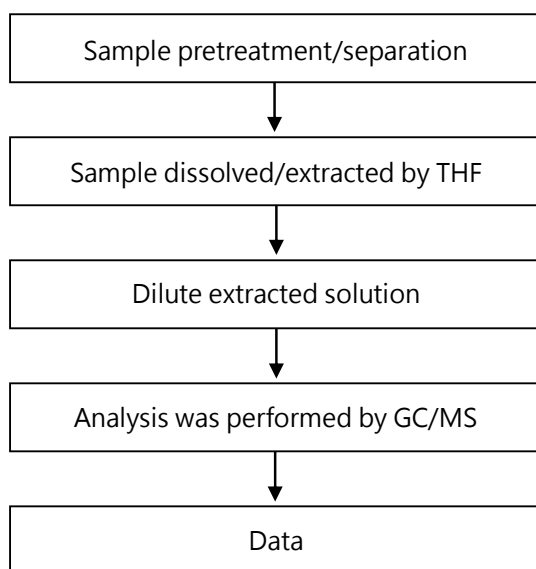 Sample pretreatment/separation
Sample dissolved/extracted by THF
Dilute extracted solution
Analysis was performed by GC/MS
Data